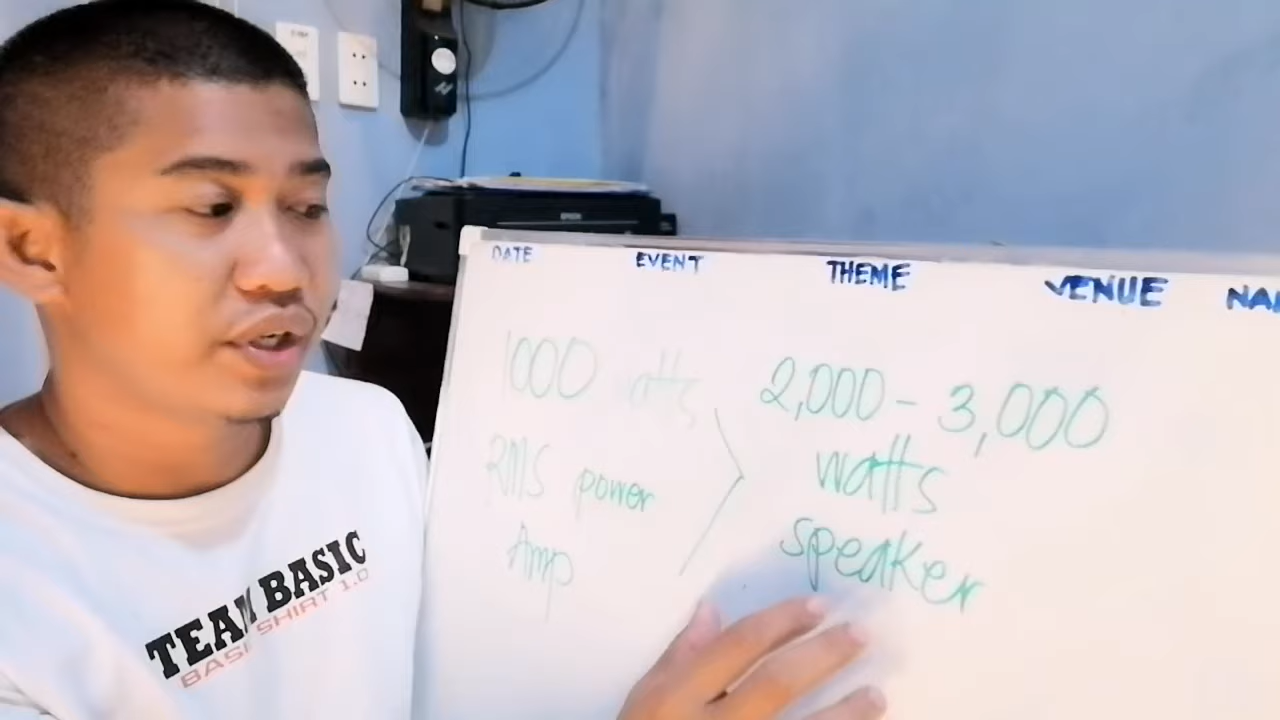 EPSON
DATE EVENT THEME VENUE
1000 watts
RMS power
Amp
>
2,000 - 3,000
watts
speaker
TEAM BASIC
BASIC SHIRT 1.0